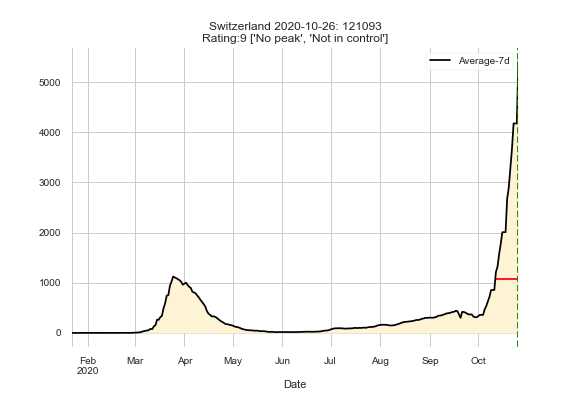 Switzerland 2020-10-26: 121093
Rating:9 ['No peak', 'Not in control']
Average-7d
5000
4000
3000
2000
1000
0
Feb Mar Apr May Jun Jul Aug Sep Oct
2020
Date